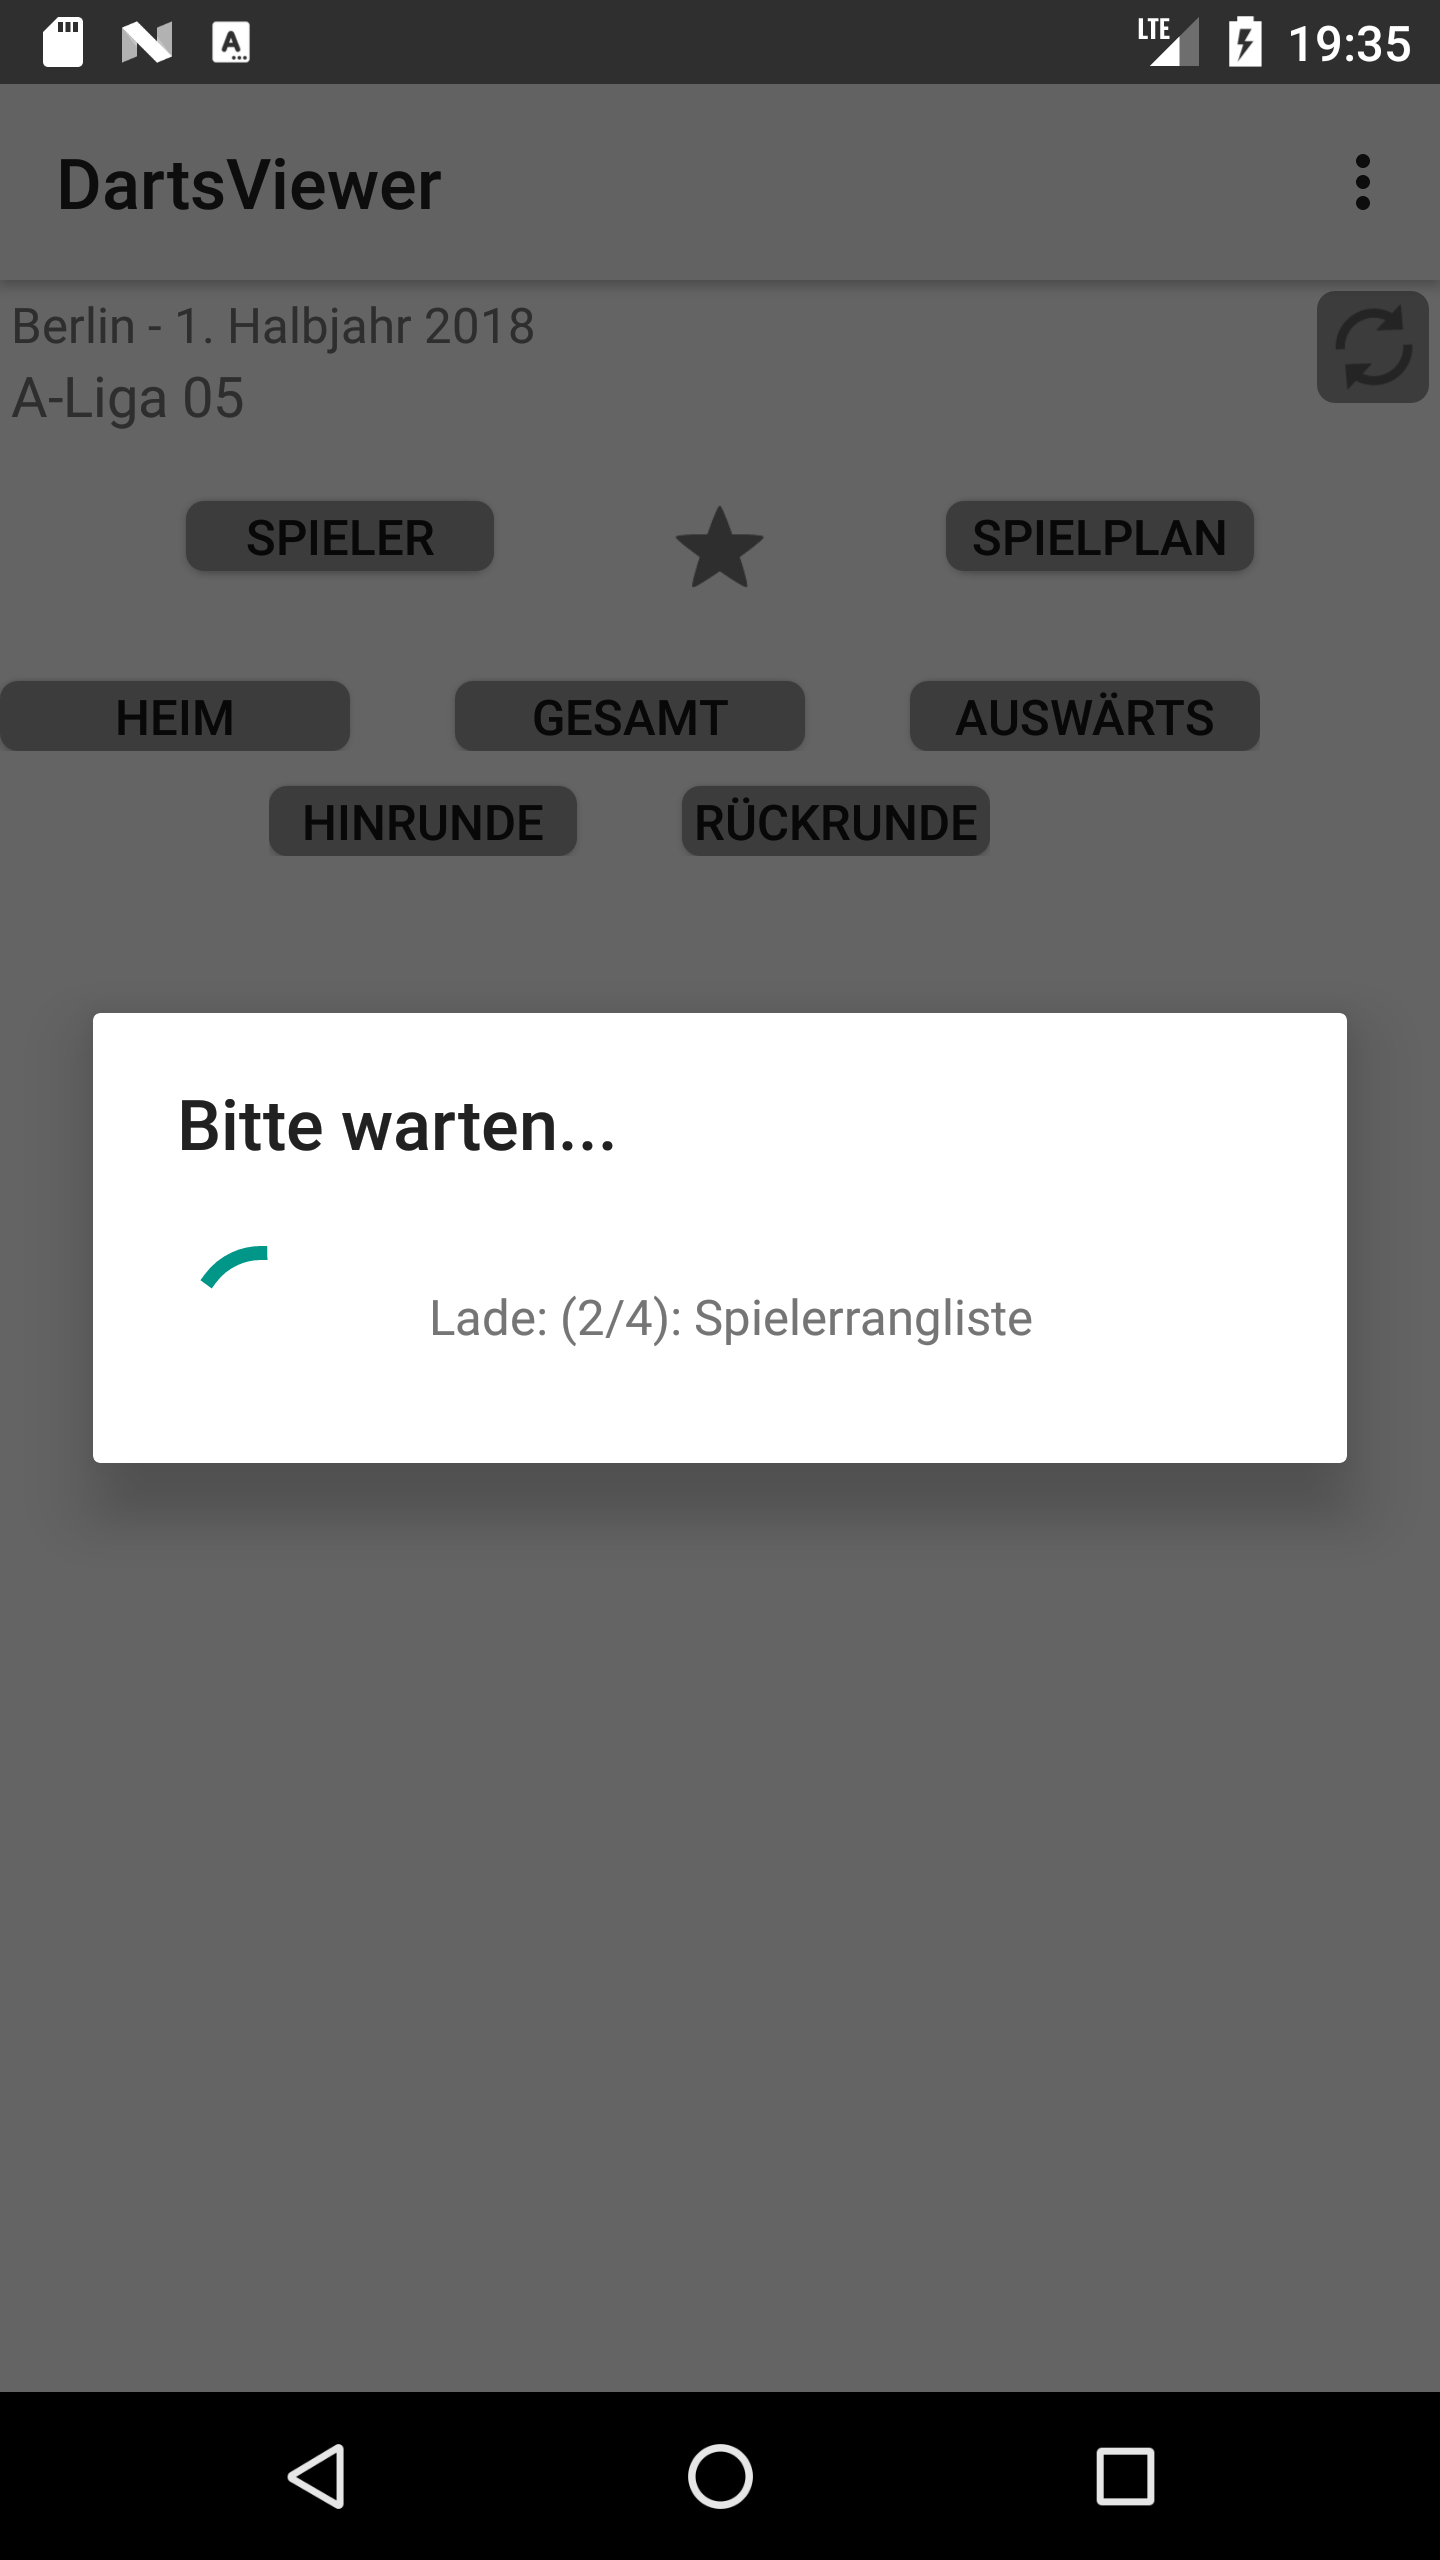 LTE 19:35
DartsViewer
Berlin - 1. Halbjahr 2018
A-Liga 05
SPIELER SPIELPLAN
HEIM GESAMT AUSWÄRTS
HINRUNDE RÜCKRUNDE
Bitte warten...
Lade: (2/4): Spielerrangliste